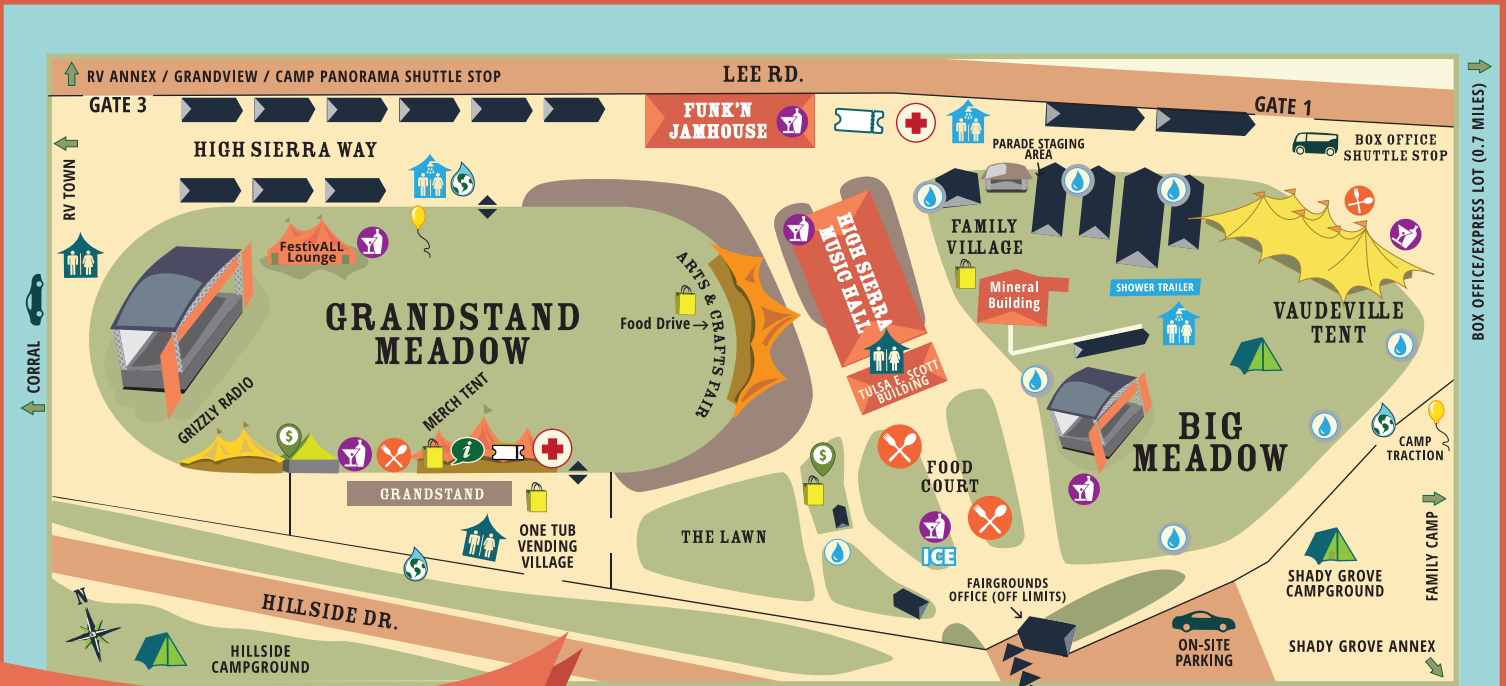 RV ANNEX / GRANDVIEW / CAMP PANORAMA SHUTTLE STOP
LEE RD.
GATE 3
FUNK'N
JAMHOUSE
GATE 1
BOX OFFICE
SHUTTLE STOP
BOX OFFICE/EXPRESS LOT (0.7 MILES)
HIGH SIERRA WAY
PARADE STAGING
AREA
RV TOWN
FestivALL
Lounge
HIGH SIERRA
MUSIC HALL
FAMILY
VILLAGE
Mineral
Building
SHOWER TRAILER
VAUDEVILLE
TENT
GRANDSTAND
MEADOW
ARTS & CRAFTS FAIR
Food Drive
CORRAL
TULSA E. SCOTT
BUILDING
GRIZZLY RADIO
MERCH TENT
BIG
MEADOW
CAMP
TRACTION
$
i
$
FOOD
COURT
GRANDSTAND
ONE TUB
VENDING
VILLAGE
THE LAWN
ICE
FAMILY CAMP
FAIRGROUNDS
OFFICE (OFF LIMITS)
SHADY GROVE
CAMPGROUND
N
HILLSIDE DR.
HILLSIDE
CAMPGROUND
ON-SITE
PARKING
SHADY GROVE ANNEX